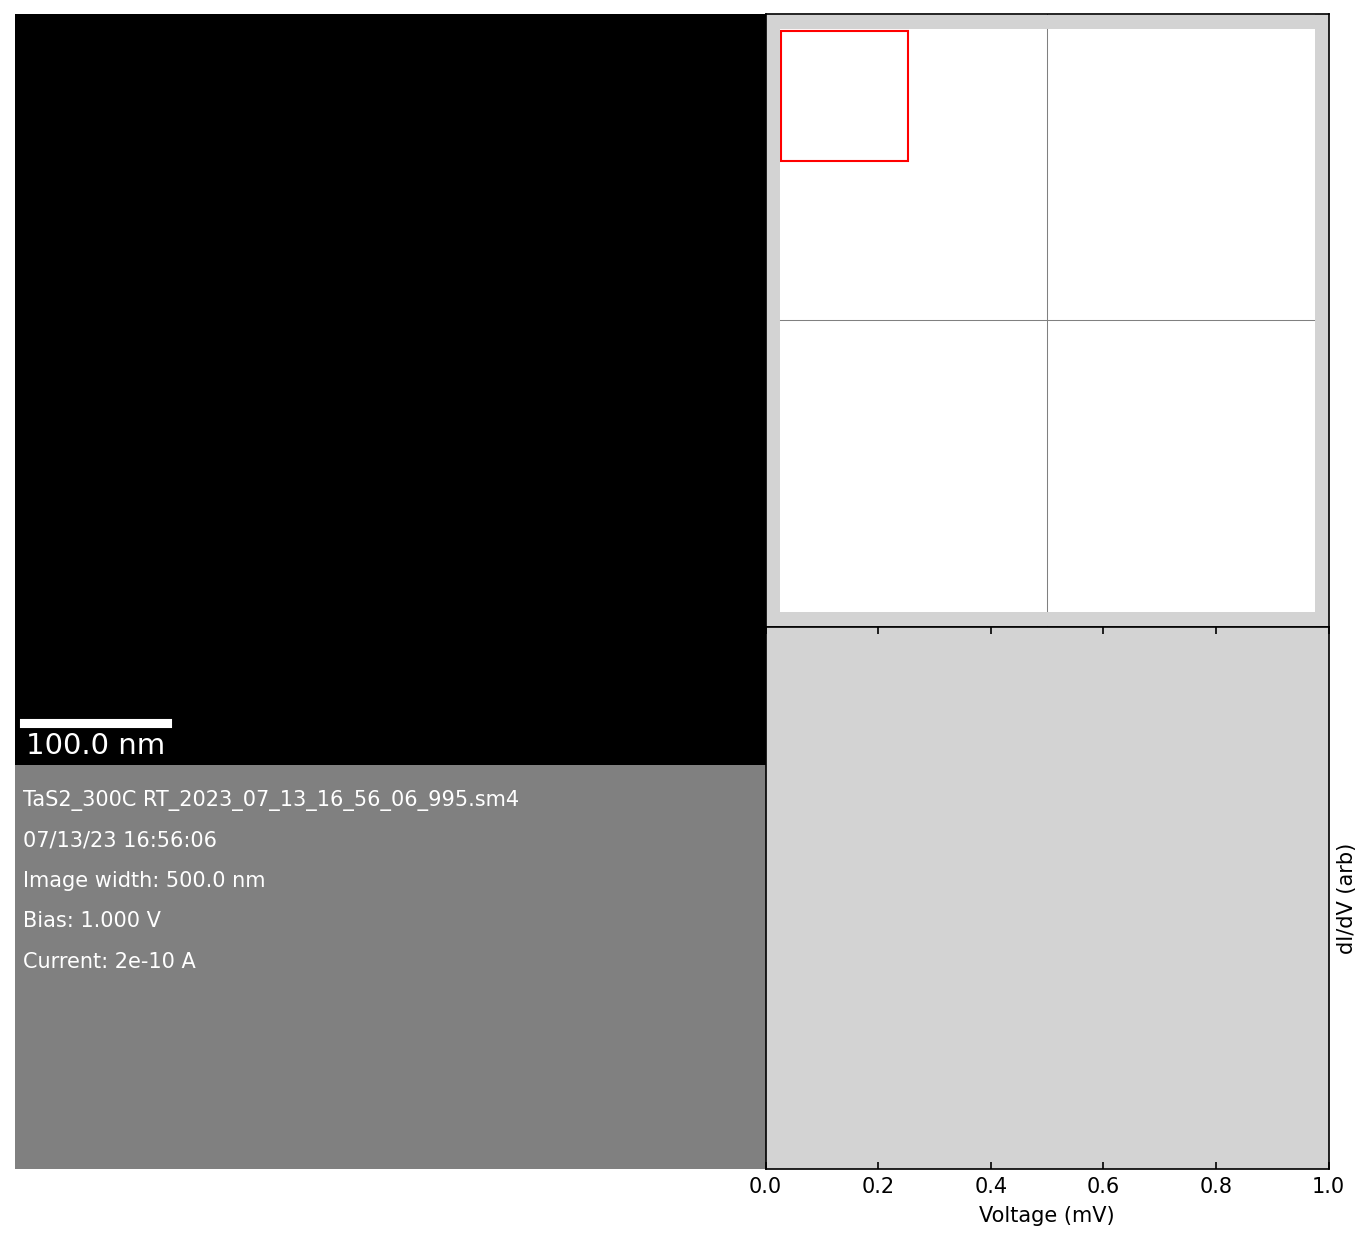 100.0 nm
TaS2_300C RT_2023_07_13_16_56_06_995.sm4
07/13/23 16:56:06
Image width: 500.0 nm
Bias: 1.000 V
Current: 2e-10 A
dI/dV (arb)
0.0 0.2 0.4 0.6 0.8 1.0
Voltage (mV)